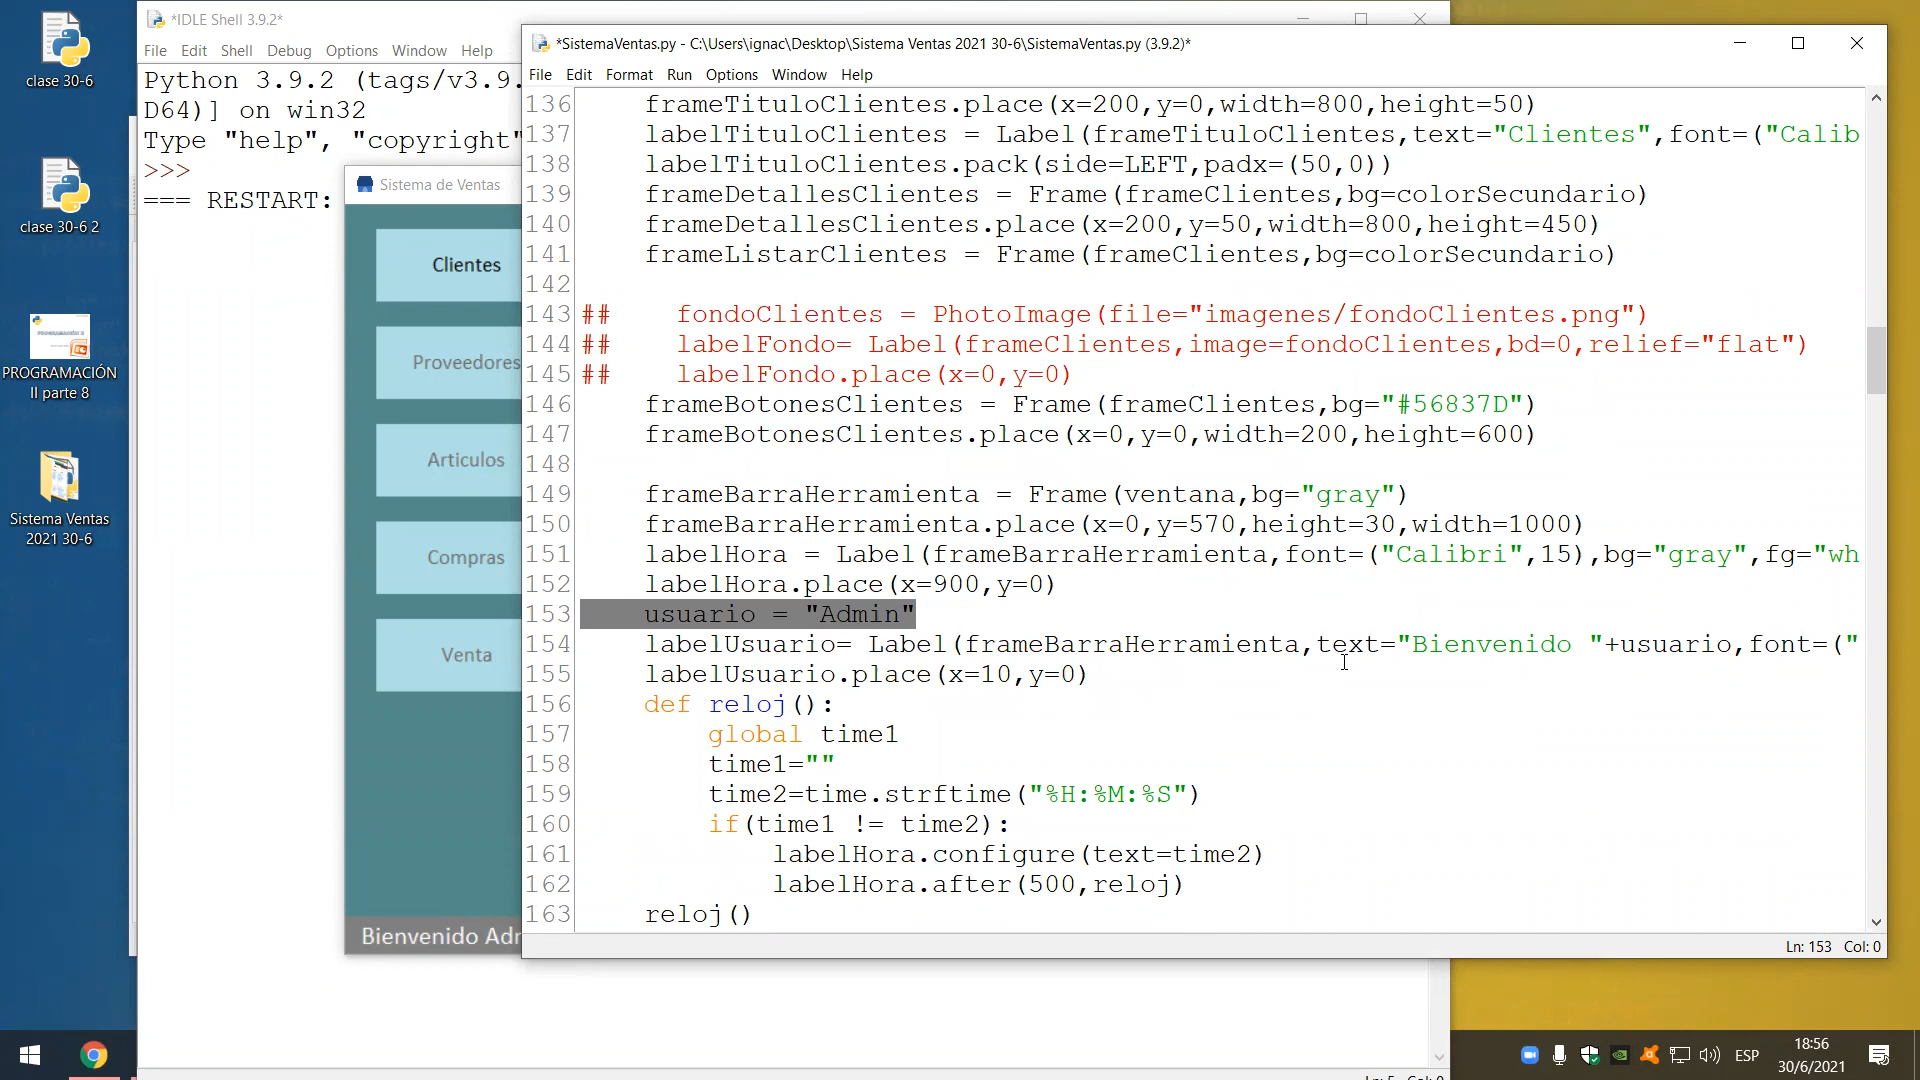 clase 30-6
clase 30-6 2
PROGRAMACIÓN
II parte 8
Sistema Ventas
2021 30-6
*IDLE Shell 3.9.2*
File Edit Shell Debug Options Window Help
Python 3.9.2 (tags/v3.9.
D64)] on win32
Type "help", "copyright"
>>>
=== RESTART:
Sistema de Ventas
Clientes
Proveedores
Articulos
Compras
Venta
Bienvenido Adr
*SistemaVentas.py - C:\Users\ignac\Desktop\Sistema Ventas 2021 30-6\SistemaVentas.py (3.9.2)*
File Edit Format Run Options Window Help
136 frameTituloClientes.place(x=200,y=0,width=800,height=50)
137 labelTituloClientes = Label(frameTituloClientes,text="Clientes",font=("Calib
138 labelTituloClientes.pack(side=LEFT,padx=(50,0))
139 frameDetallesClientes = Frame(frameClientes,bg=colorSecundario)
140 frameDetallesClientes.place(x=200,y=50,width=800,height=450)
141 frameListarClientes = Frame(frameClientes,bg=colorSecundario)
142
143 ## fondoClientes = PhotoImage(file="imagenes/fondoClientes.png")
144 ## labelFondo= Label(frameClientes,image=fondoClientes,bd=0,relief="flat")
145 ## labelFondo.place(x=0,y=0)
146 frameBotonesClientes = Frame(frameClientes,bg="#56837D")
147 frameBotonesClientes.place(x=0,y=0,width=200,height=600)
148
149 frameBarraHerramienta = Frame(ventana,bg="gray")
150 frameBarraHerramienta.place(x=0,y=570,height=30,width=1000)
151 labelHora = Label(frameBarraHerramienta,font=("Calibri",15),bg="gray",fg="wh
152 labelHora.place(x=900,y=0)
153 usuario = "Admin"
154 labelUsuario= Label(frameBarraHerramienta,text="Bienvenido "+usuario,font=("
155 labelUsuario.place(x=10,y=0)
156 def reloj():
157 global time1
158 time1=""
159 time2=time.strftime("%H:%M:%S")
160 if(time1 != time2):
161 labelHora.configure(text=time2)
162 labelHora.after(500,reloj)
163 reloj()
Ln: 153 Col: 0
ESP
18:56
30/6/2021